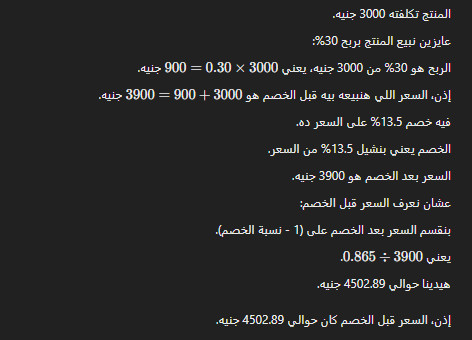 المنتج تكلفته 3000 جنيه.
عايزين نبيع المنتج بربح 30%:
الربح هو 30% من 3000 جنيه، يعني 3000 × 0.30 = 900 جنيه.
إذن، السعر اللي هنبيعه بيه قبل الخصم هو 3000 + 900 = 3900 جنيه.
فيه خصم 13.5% على السعر ده.
الخصم يعني بنشيل 13.5% من السعر.
السعر بعد الخصم هو 3900 جنيه.
عشان نعرف السعر قبل الخصم:
بنقسم السعر بعد الخصم على (1 - نسبة الخصم).
يعني 3900 ÷ 0.865.
هيدينا حوالي 4502.89 جنيه.
إذن، السعر قبل الخصم كان حوالي 4502.89 جنيه.